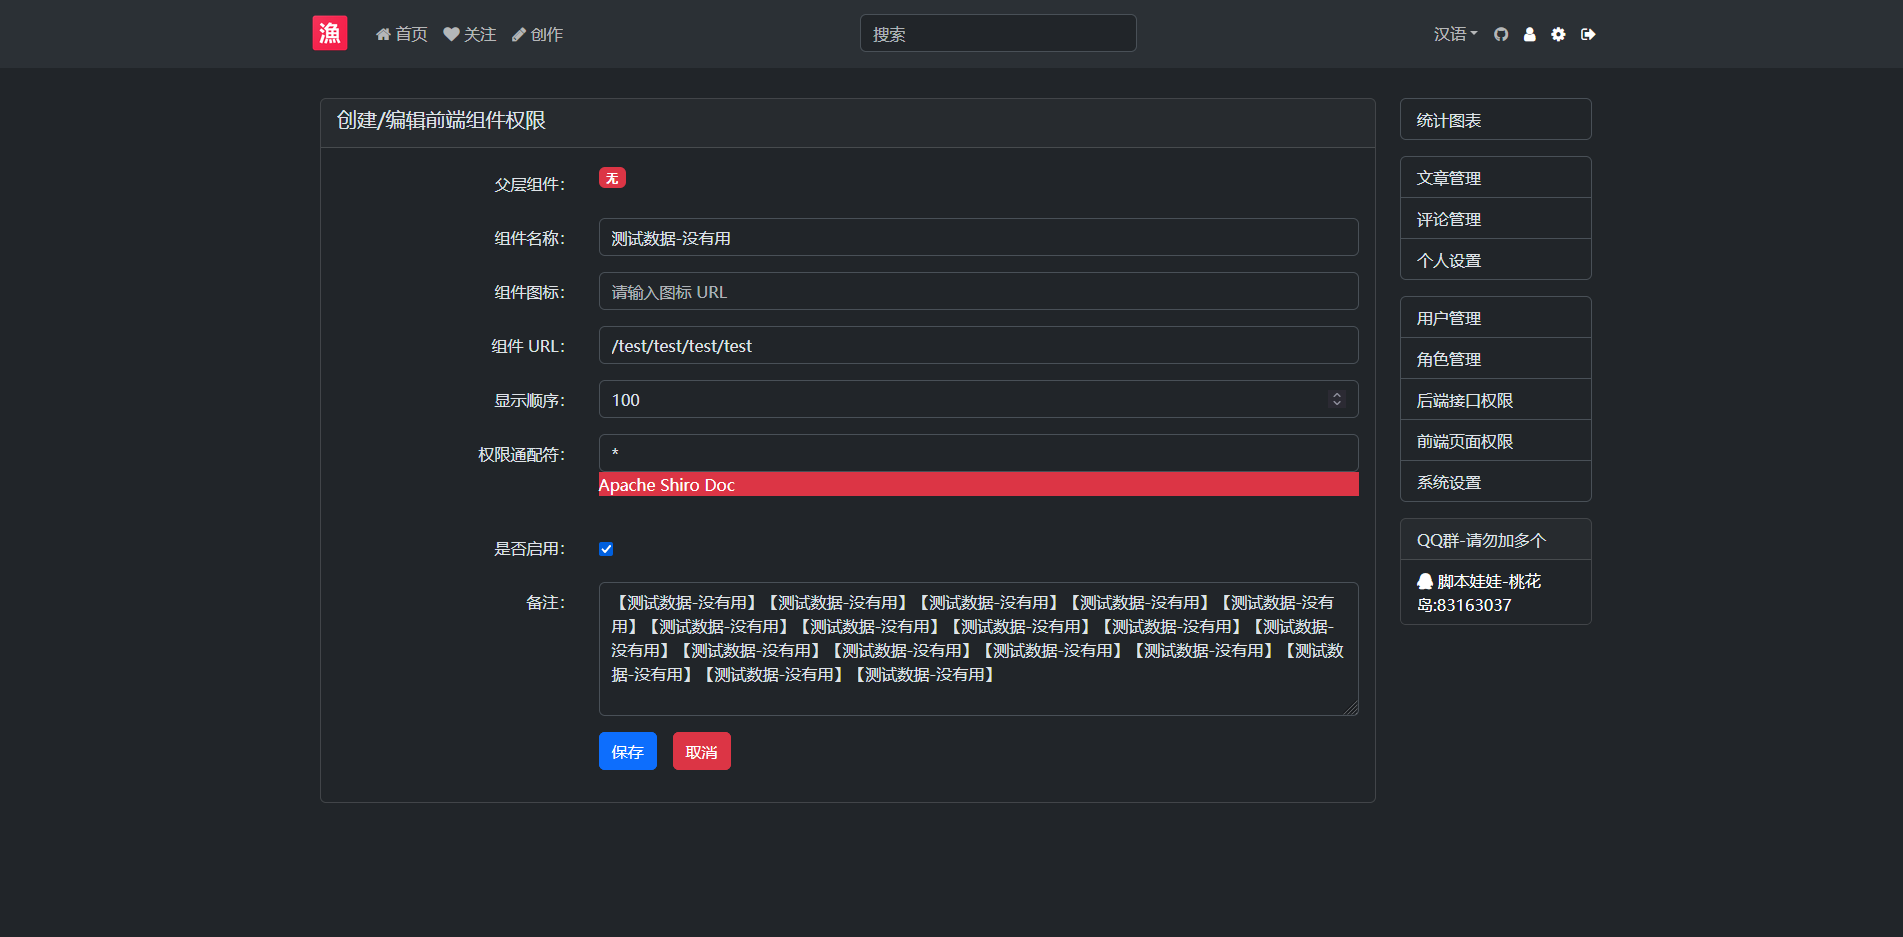 漁
首页
关注
创作
搜索
汉语
创建/编辑前端组件权限
父层组件：
无
组件名称：
测试数据-没有用
组件图标：
请输入图标 URL
组件 URL：
/test/test/test/test
显示顺序：
100
权限通配符：
*
Apache Shiro Doc
是否启用：
备注：
【测试数据-没有用】【测试数据-没有用】【测试数据-没有用】【测试数据-没有用】【测试数据-没有
用】【测试数据-没有用】【测试数据-没有用】【测试数据-没有用】【测试数据-没有用】【测试数据-
没有用】【测试数据-没有用】【测试数据-没有用】【测试数据-没有用】【测试数据-没有用】【测试数
据-没有用】【测试数据-没有用】【测试数据-没有用】
保存
取消
统计图表
文章管理
评论管理
个人设置
用户管理
角色管理
后端接口权限
前端页面权限
系统设置
QQ群-请勿加多个
脚本娃娃-桃花
岛:83163037